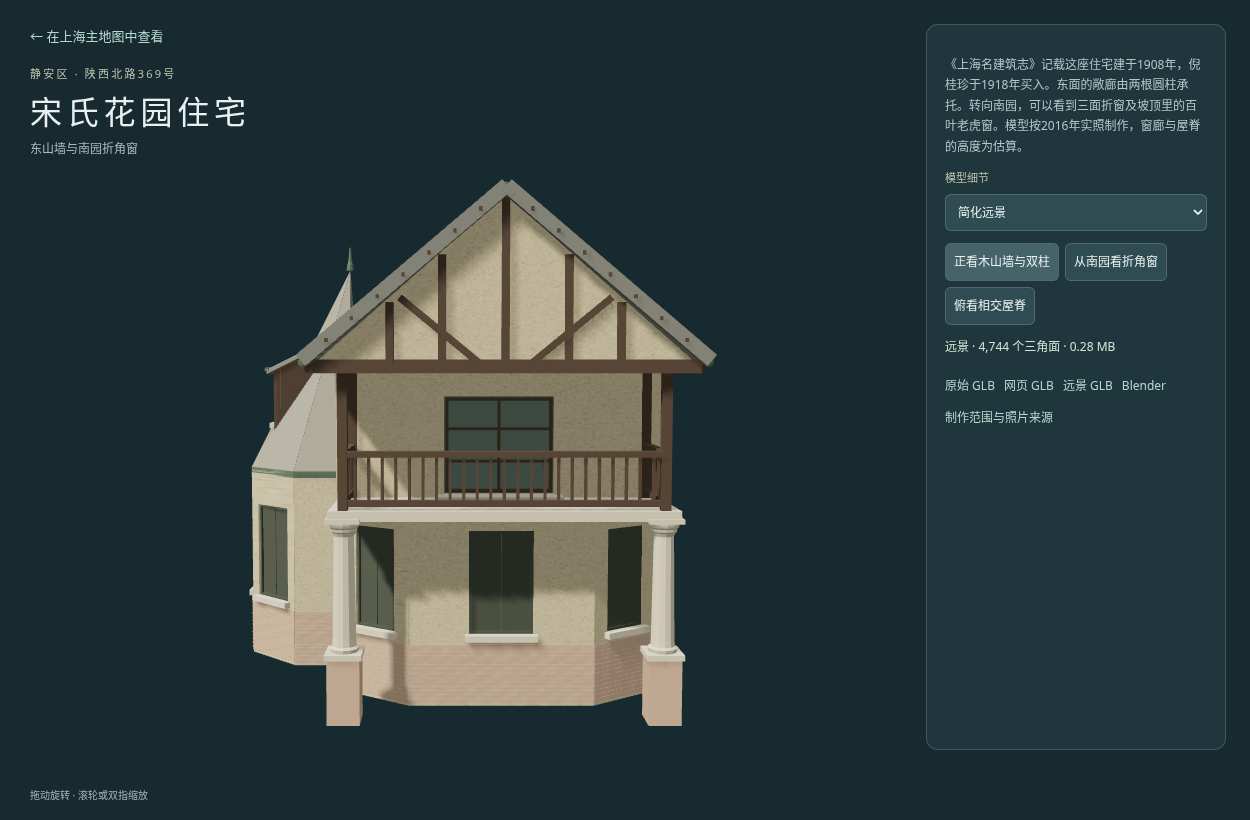 ← 在上海主地图中查看
静安区 · 陕西北路369号
宋氏花园住宅
东山墙与南园折角窗
《上海名建筑志》记载这座住宅建于1908年，倪
桂珍于1918年买入。东面的敞廊由两根圆柱承
托。转向南园，可以看到三面折窗及坡顶里的百
叶老虎窗。模型按2016年实照制作，窗廊与屋脊
的高度为估算。
模型细节
简化远景
正看木山墙与双柱
从南园看折角窗
俯看相交屋脊
远景 · 4,744 个三角面 · 0.28 MB
原始 GLB 网页 GLB 远景 GLB Blender
制作范围与照片来源
拖动旋转 · 滚轮或双指缩放